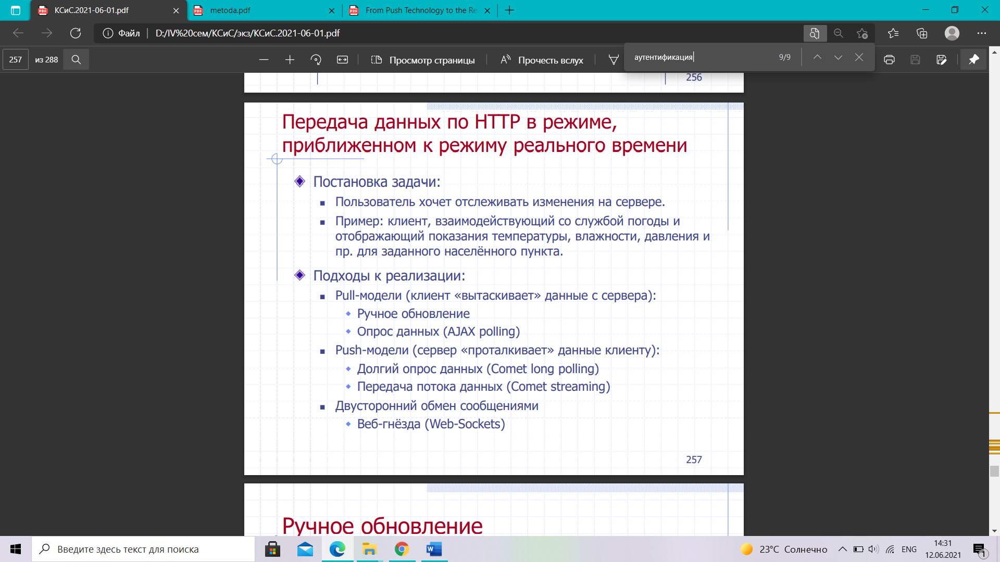 КСиС.2021-06-01.pdf
metoda.pdf
From Push Technology to the Re
Файл
D:/IV%20сем/КСиС/экз/КСиС.2021-06-01.pdf
257
из 288
Просмотр страницы
Прочесть вслух
аутентификация
9/9
256
Передача данных по HTTP в режиме,
приближенном к режиму реального времени
Постановка задачи:
Пользователь хочет отслеживать изменения на сервере.
Пример: клиент, взаимодействующий со службой погоды и
отображающий показания температуры, влажности, давления и
пр. для заданного населённого пункта.
Подходы к реализации:
Pull-модели (клиент «вытаскивает» данные с сервера):
Ручное обновление
Опрос данных (AJAX polling)
Push-модели (сервер «проталкивает» данные клиенту):
Долгий опрос данных (Comet long polling)
Передача потока данных (Comet streaming)
Двусторонний обмен сообщениями
Веб-гнёзда (Web-Sockets)
257
Ручное обновление
Введите здесь текст для поиска
23°C Солнечно
ENG
14:31
12.06.2021
1